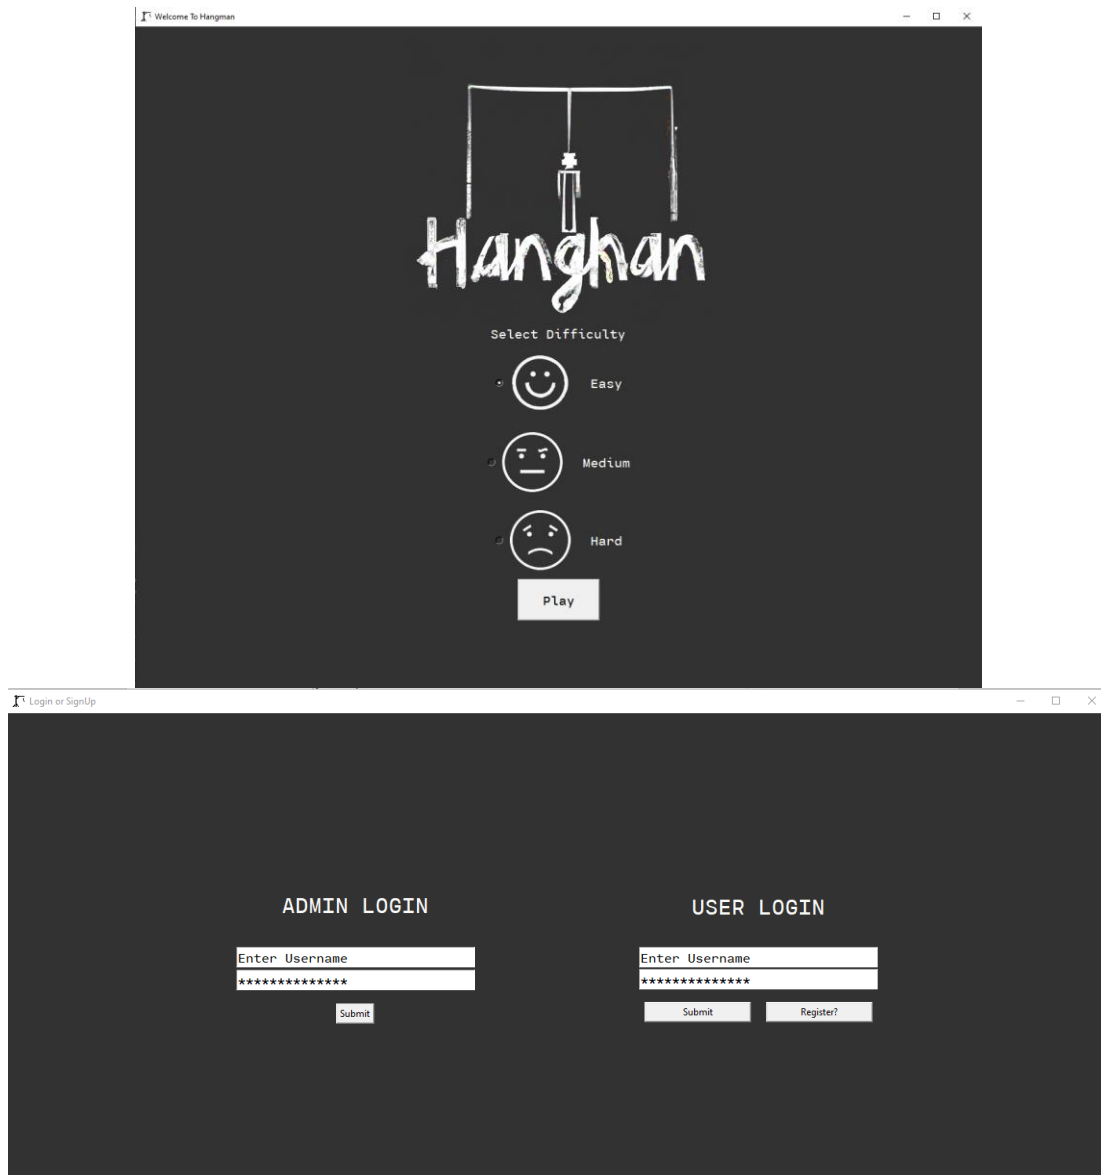 Welcome To Hangman
Hanghan
Select Difficulty
Easy
Medium
Hard
Play
Login or SignUp
ADMIN LOGIN
Enter Username
**************
Submit
USER LOGIN
Enter Username
**************
Submit Register?